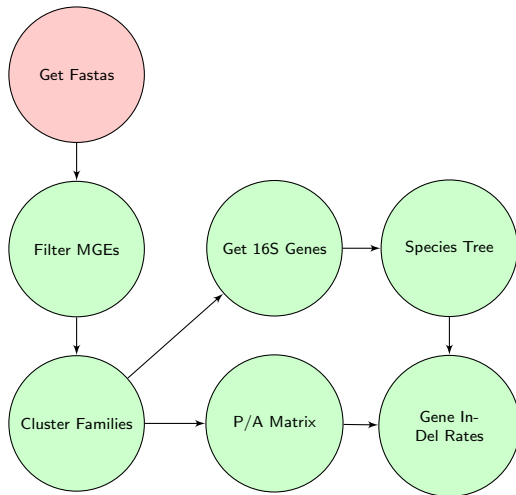 Get Fastas
Filter MGEs
Get 16S Genes
Species Tree
Cluster Families
P/A Matrix
Gene In-
Del Rates